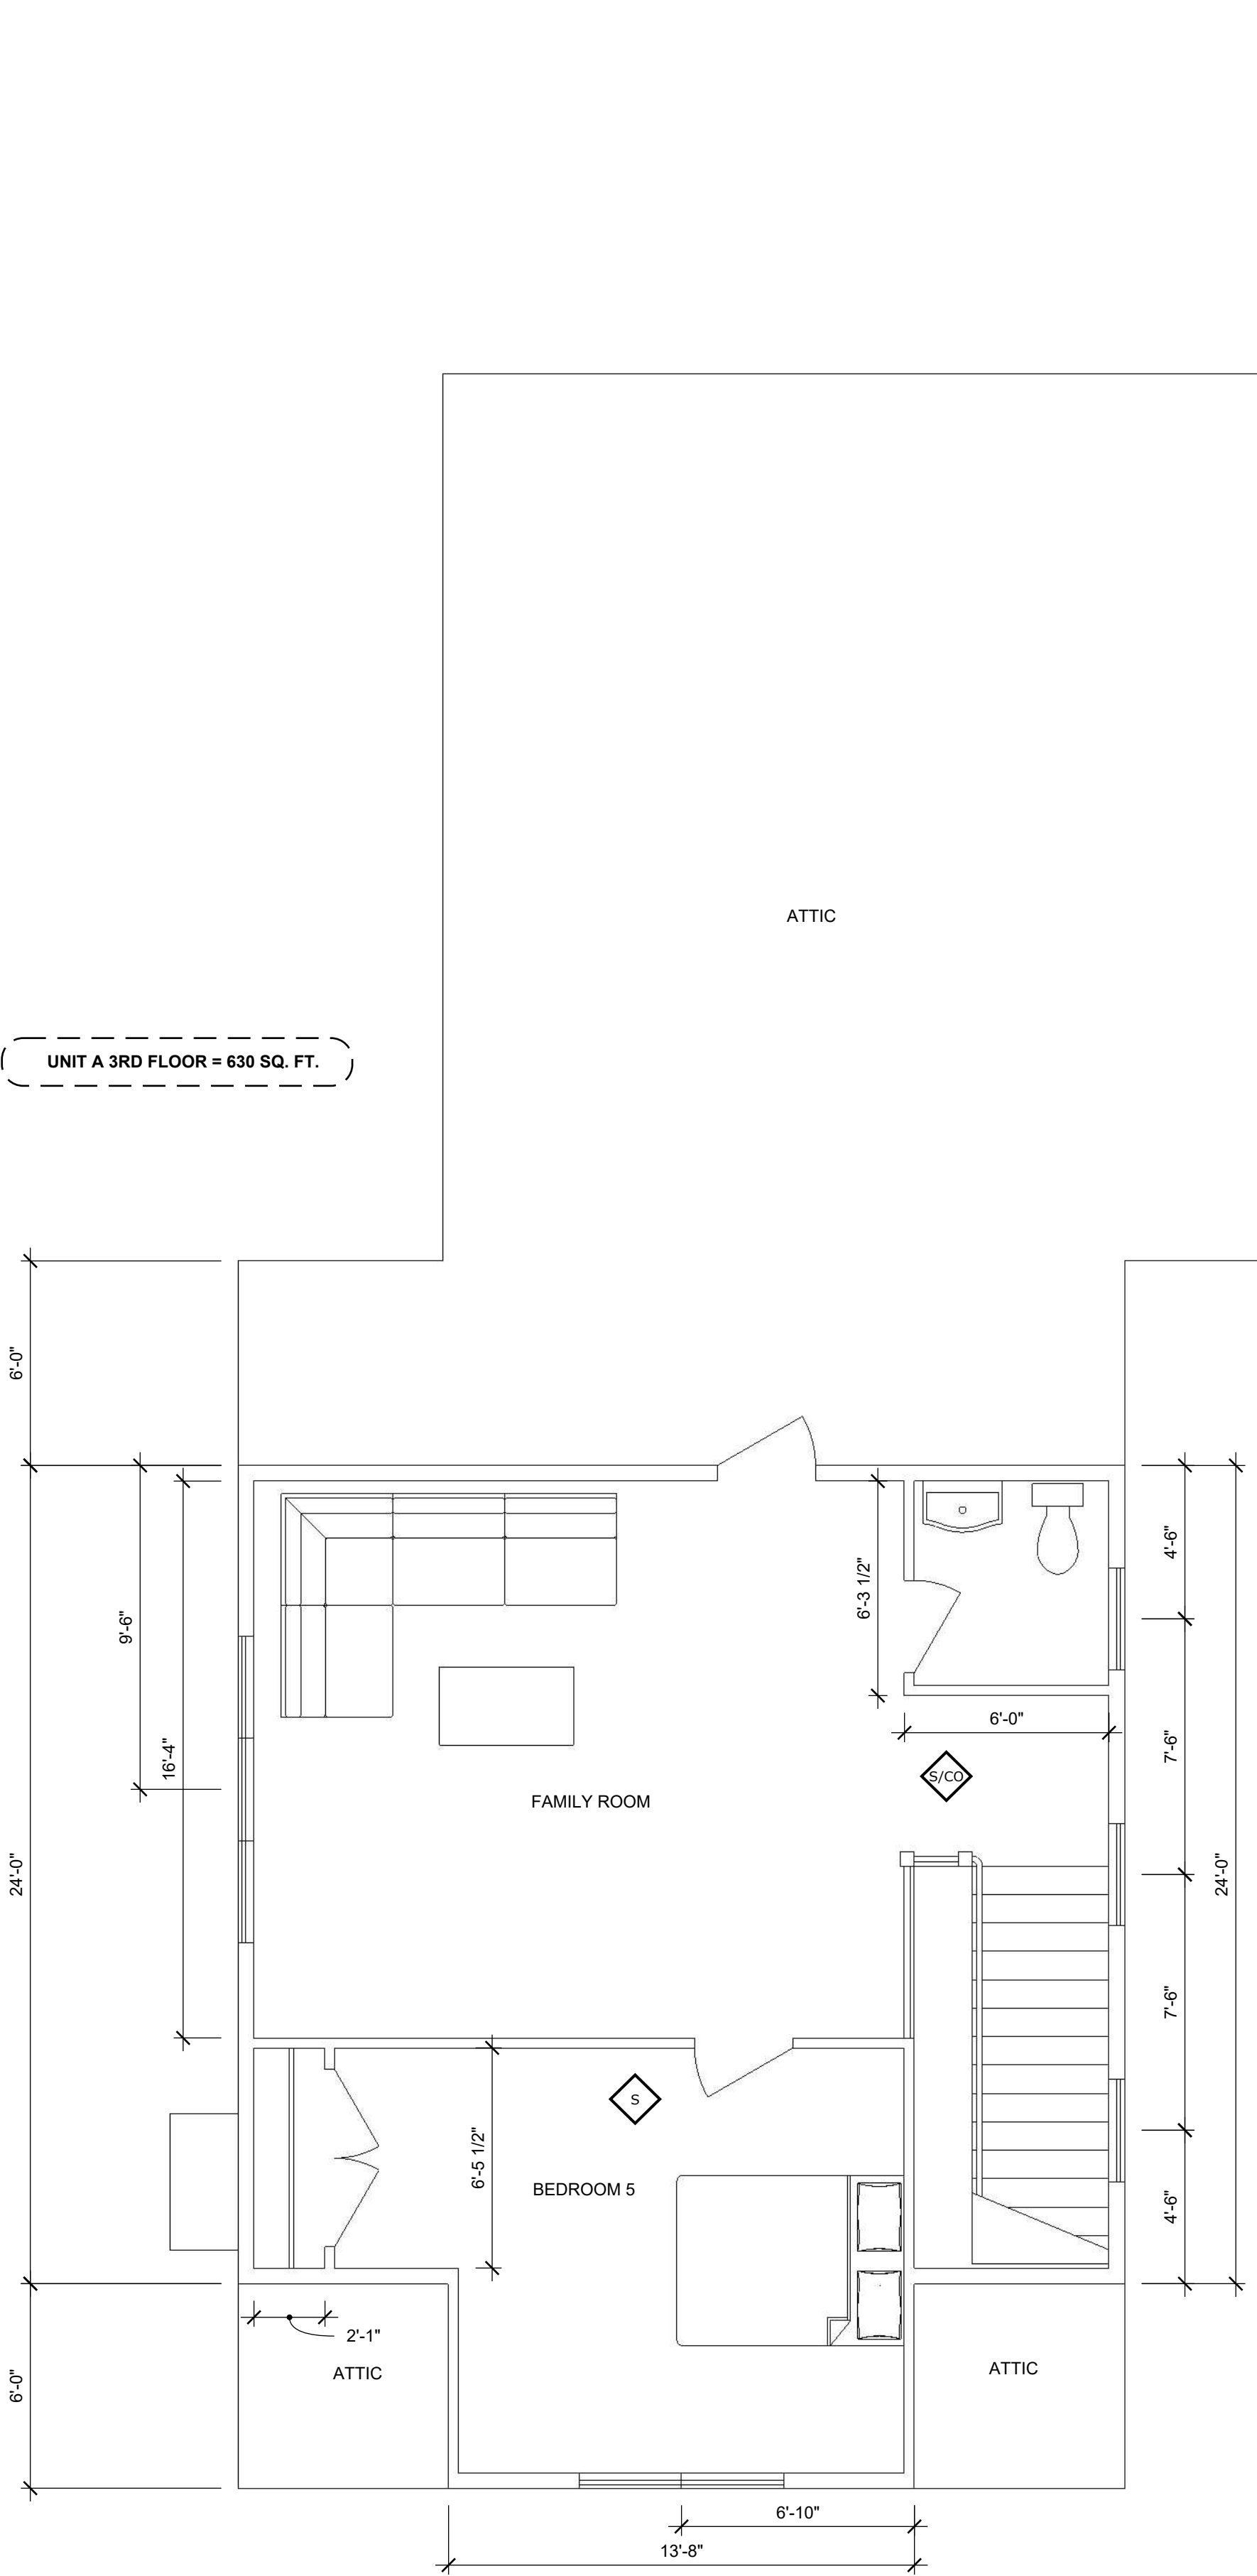 ATTIC
UNIT A 3RD FLOOR = 630 SQ. FT.
6'-0"
4'-6"
6'-3 1/2"
9'-6"
6'-0"
7'-6"
16'-4"
S/CO
FAMILY ROOM
24'-0"
24'-0"
7'-6"
S
6'-5 1/2"
BEDROOM 5
4'-6"
2'-1"
ATTIC
ATTIC
6'-0"
6'-10"
13'-8"